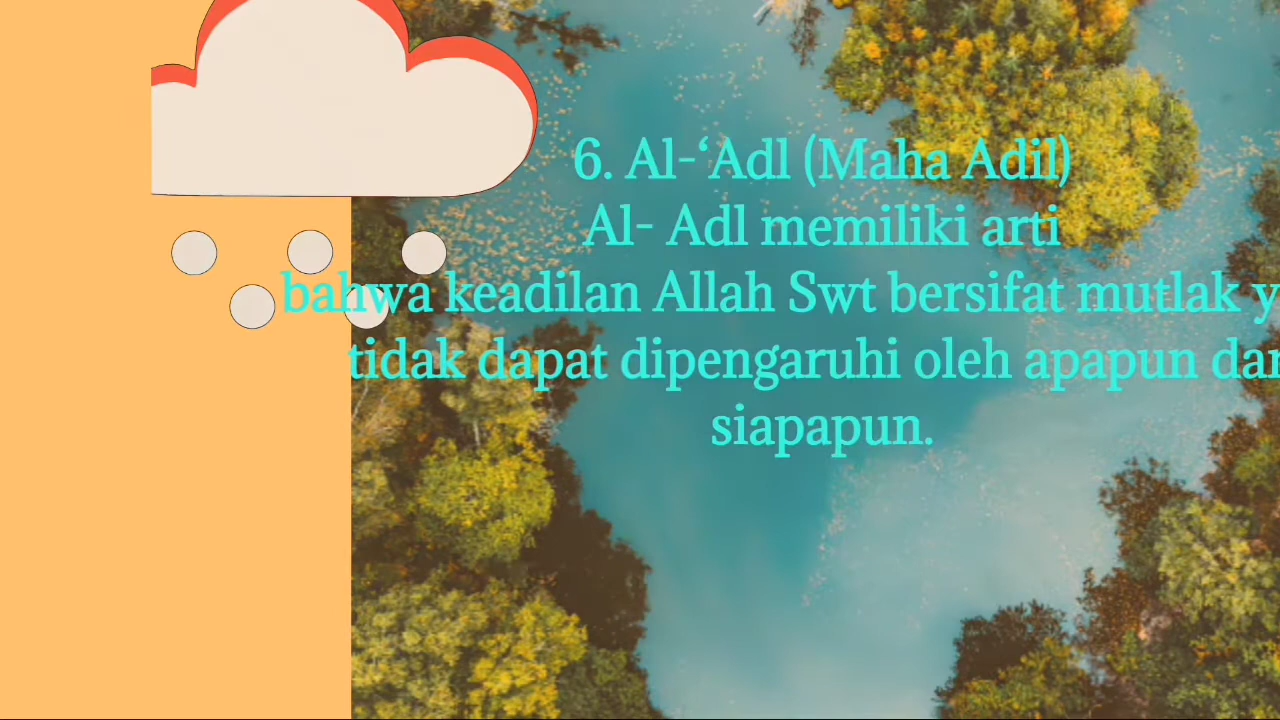 6. Al-‘Adl (Maha Adil)
Al- Adl memiliki arti
bahwa keadilan Allah Swt bersifat mutlak
tidak dapat dipengaruhi oleh apapun
siapapun.